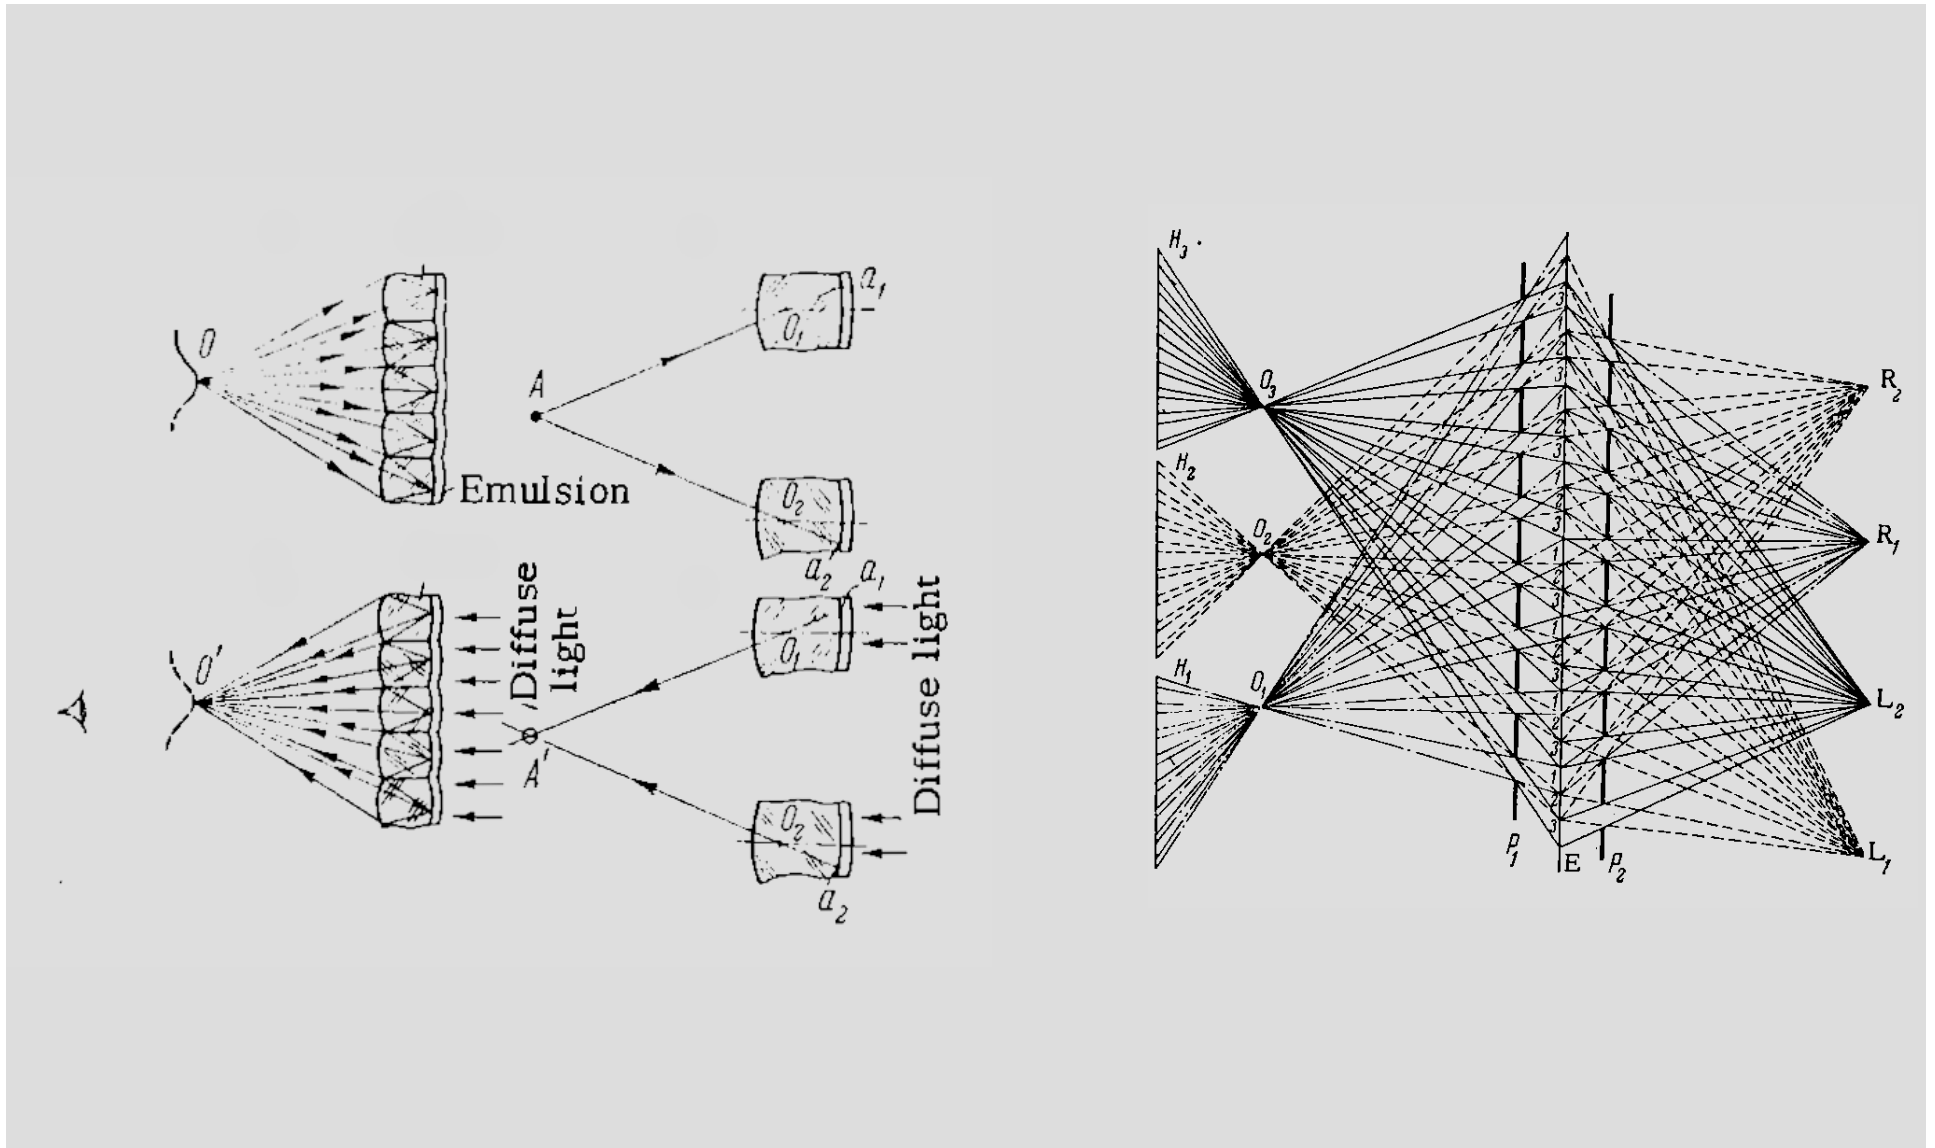 O
Emulsion
A
O₁
a₁
O₂
a₂
O'
Diffuse
light
A'
a₁
O₁
O₂
a₂
Diffuse light
H₃
H₂
H₁
O₃
O₂
O₁
P₁
E
P₂
R₂
R₁
L₂
L₁